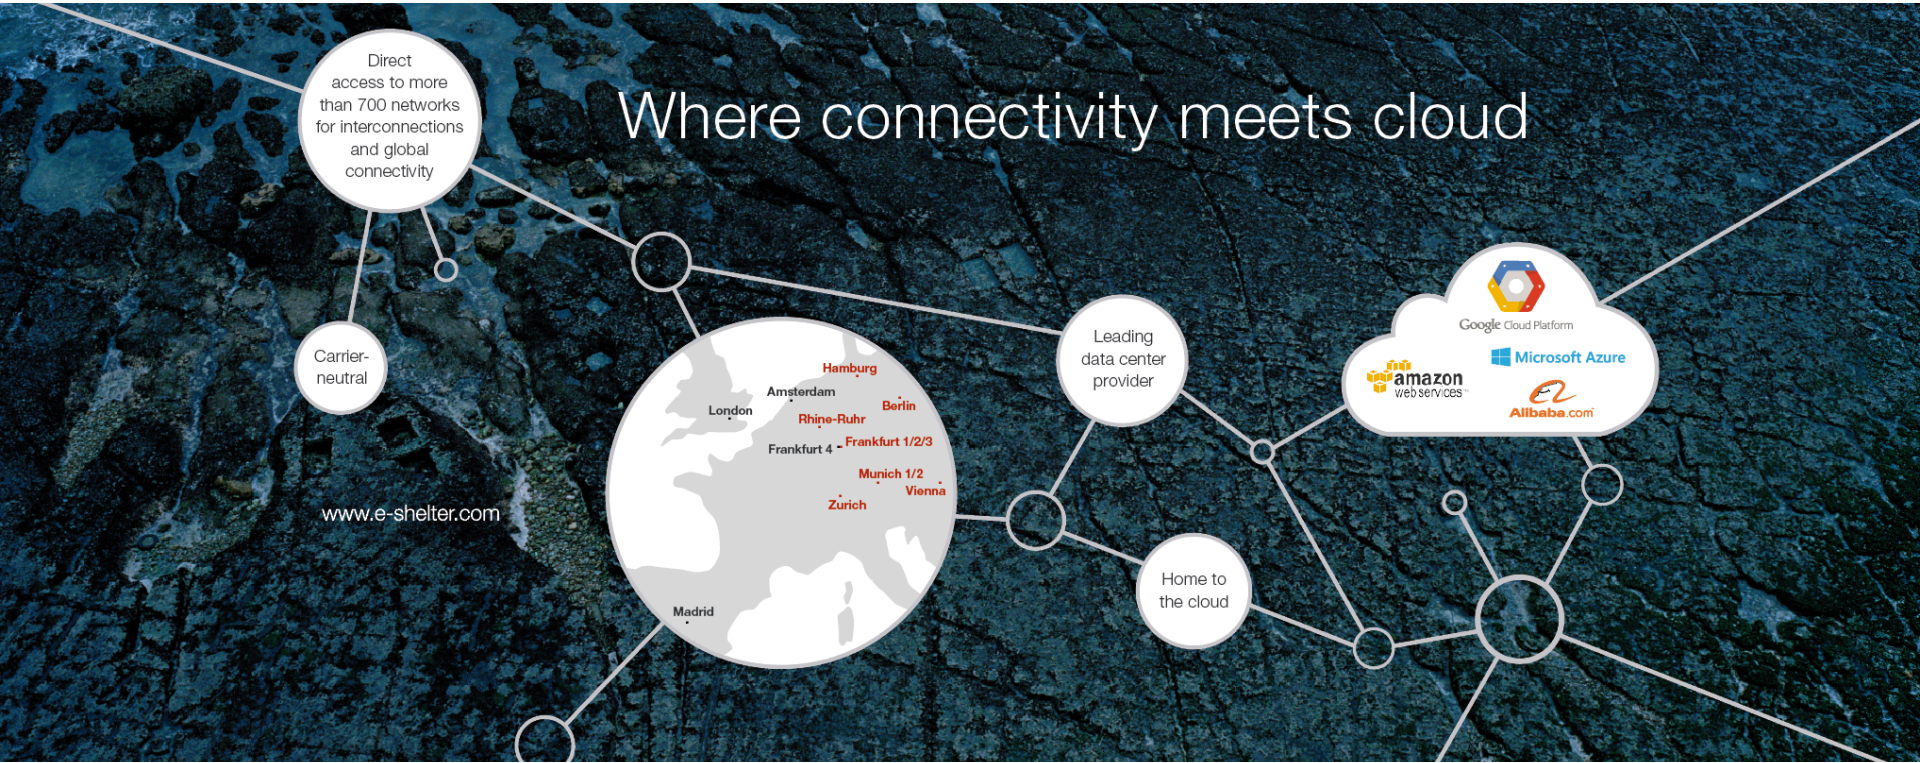 Direct
access to more
than 700 networks
for interconnections
and global
connectivity
Where connectivity meets cloud
Carrier-
neutral
www.e-shelter.com
Hamburg
Amsterdam
London
Berlin
Rhine-Ruhr
Frankfurt 4
Frankfurt 1/2/3
Munich 1/2
Vienna
Zurich
Madrid
Leading
data center
provider
Home to
the cloud
Google Cloud Platform
Microsoft Azure
amazon
web services
Alibaba.com